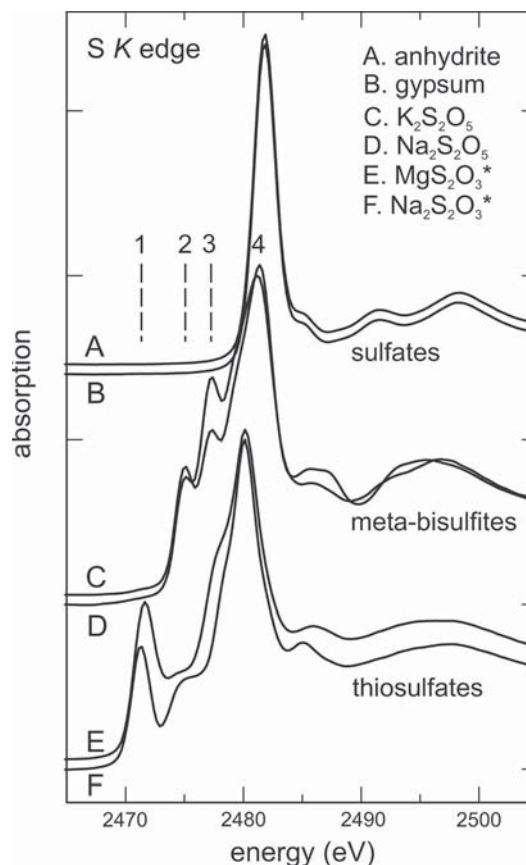 S K edge
A. anhydrite
B. gypsum
C. K₂S₂O₅
D. Na₂S₂O₅
E. MgS₂O₃*
F. Na₂S₂O₃*
1 2 3 4
A
B
sulfates
C
D
meta-bisulfites
E
F
thiosulfates
absorption
2470 2480 2490 2500
energy (eV)